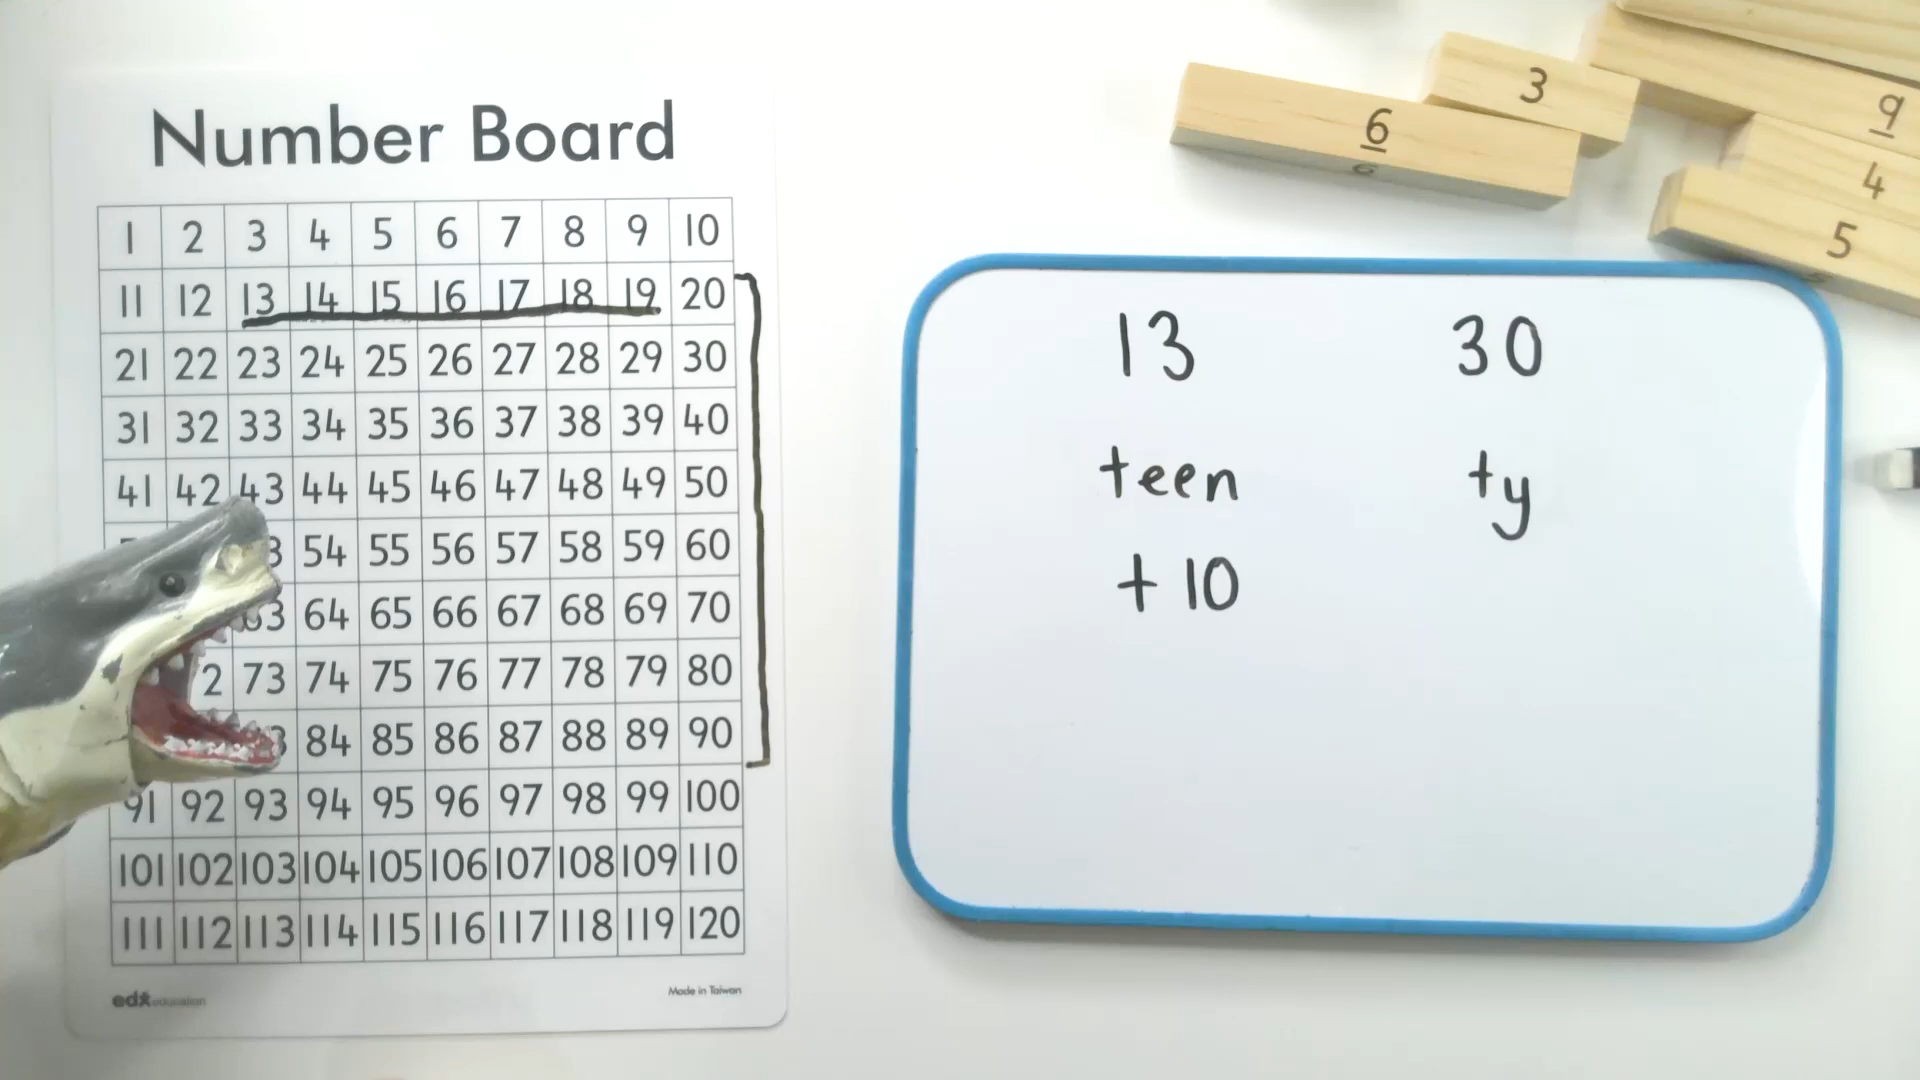 Number Board
1 2 3 4 5 6 7 8 9 10
11 12 13 14 15 16 17 18 19 20
21 22 23 24 25 26 27 28 29 30
31 32 33 34 35 36 37 38 39 40
41 42 43 44 45 46 47 48 49 50
54 55 56 57 58 59 60
64 65 66 67 68 69 70
73 74 75 76 77 78 79 80
84 85 86 87 88 89 90
91 92 93 94 95 96 97 98 99 100
101 102 103 104 105 106 107 108 109 110
111 112 113 114 115 116 117 118 119 120
edx education
Made in Taiwan
13 30
teen ty
+ 10
6
3
9
4
5